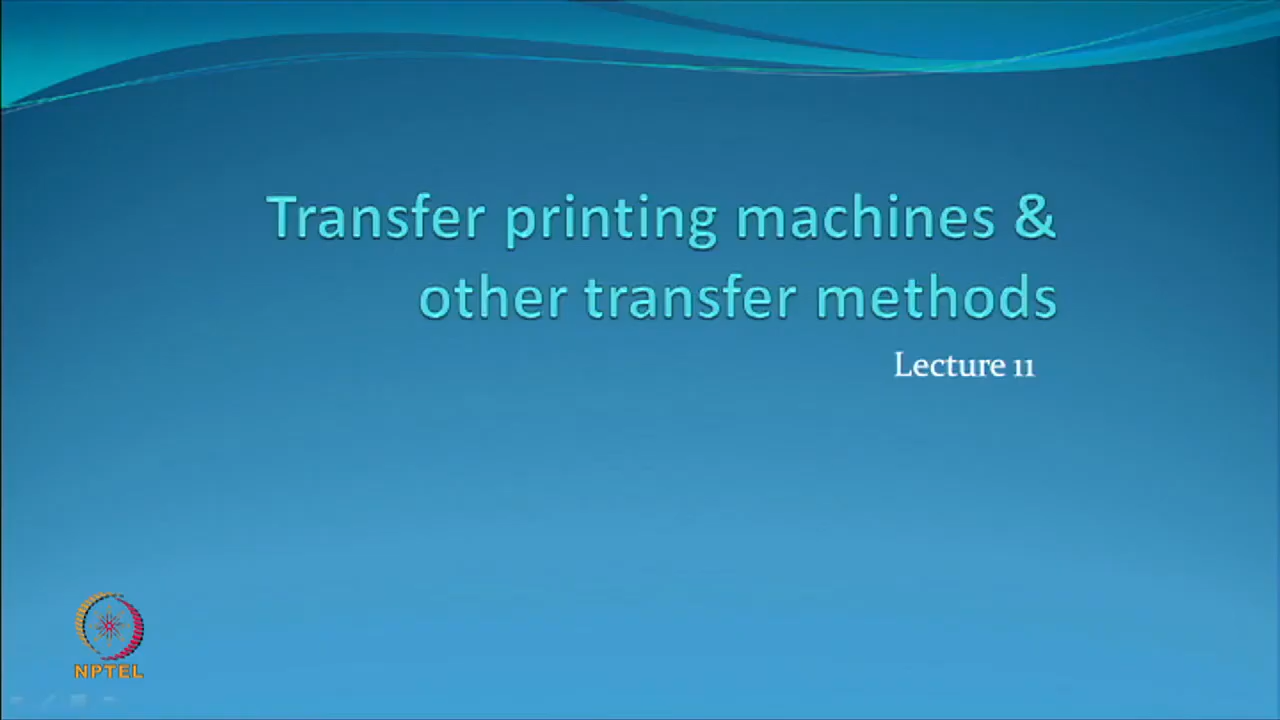 Transfer printing machines &
other transfer methods
Lecture 11
NPTEL